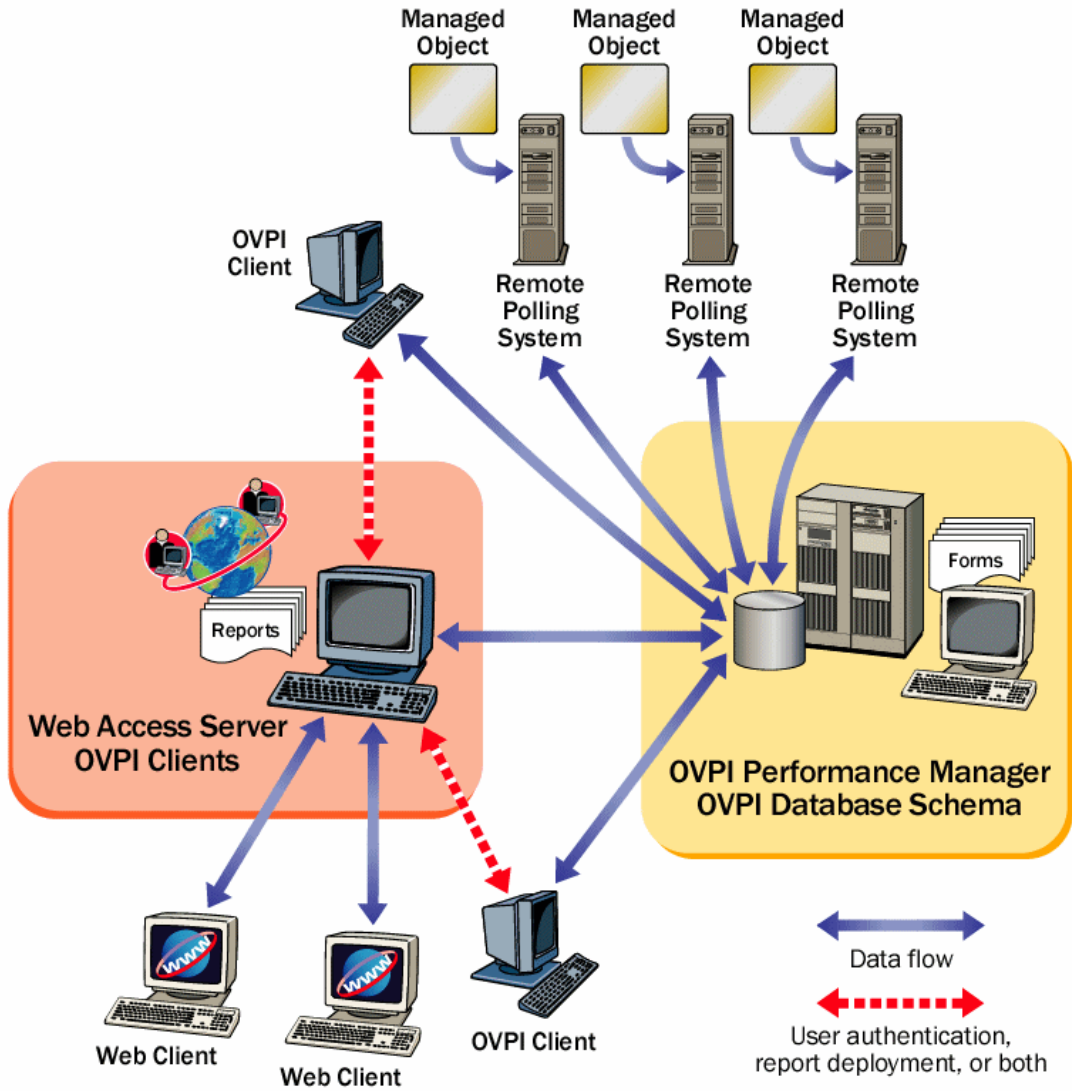 Managed
Object
Managed
Object
Managed
Object
OVPI
Client
Remote
Polling
System
Remote
Polling
System
Remote
Polling
System
Reports
Forms
Web Access Server
OVPI Clients
OVPI Performance Manager
OVPI Database Schema
www
Web Client
www
Web Client
OVPI Client
Data flow
User authentication,
report deployment, or both